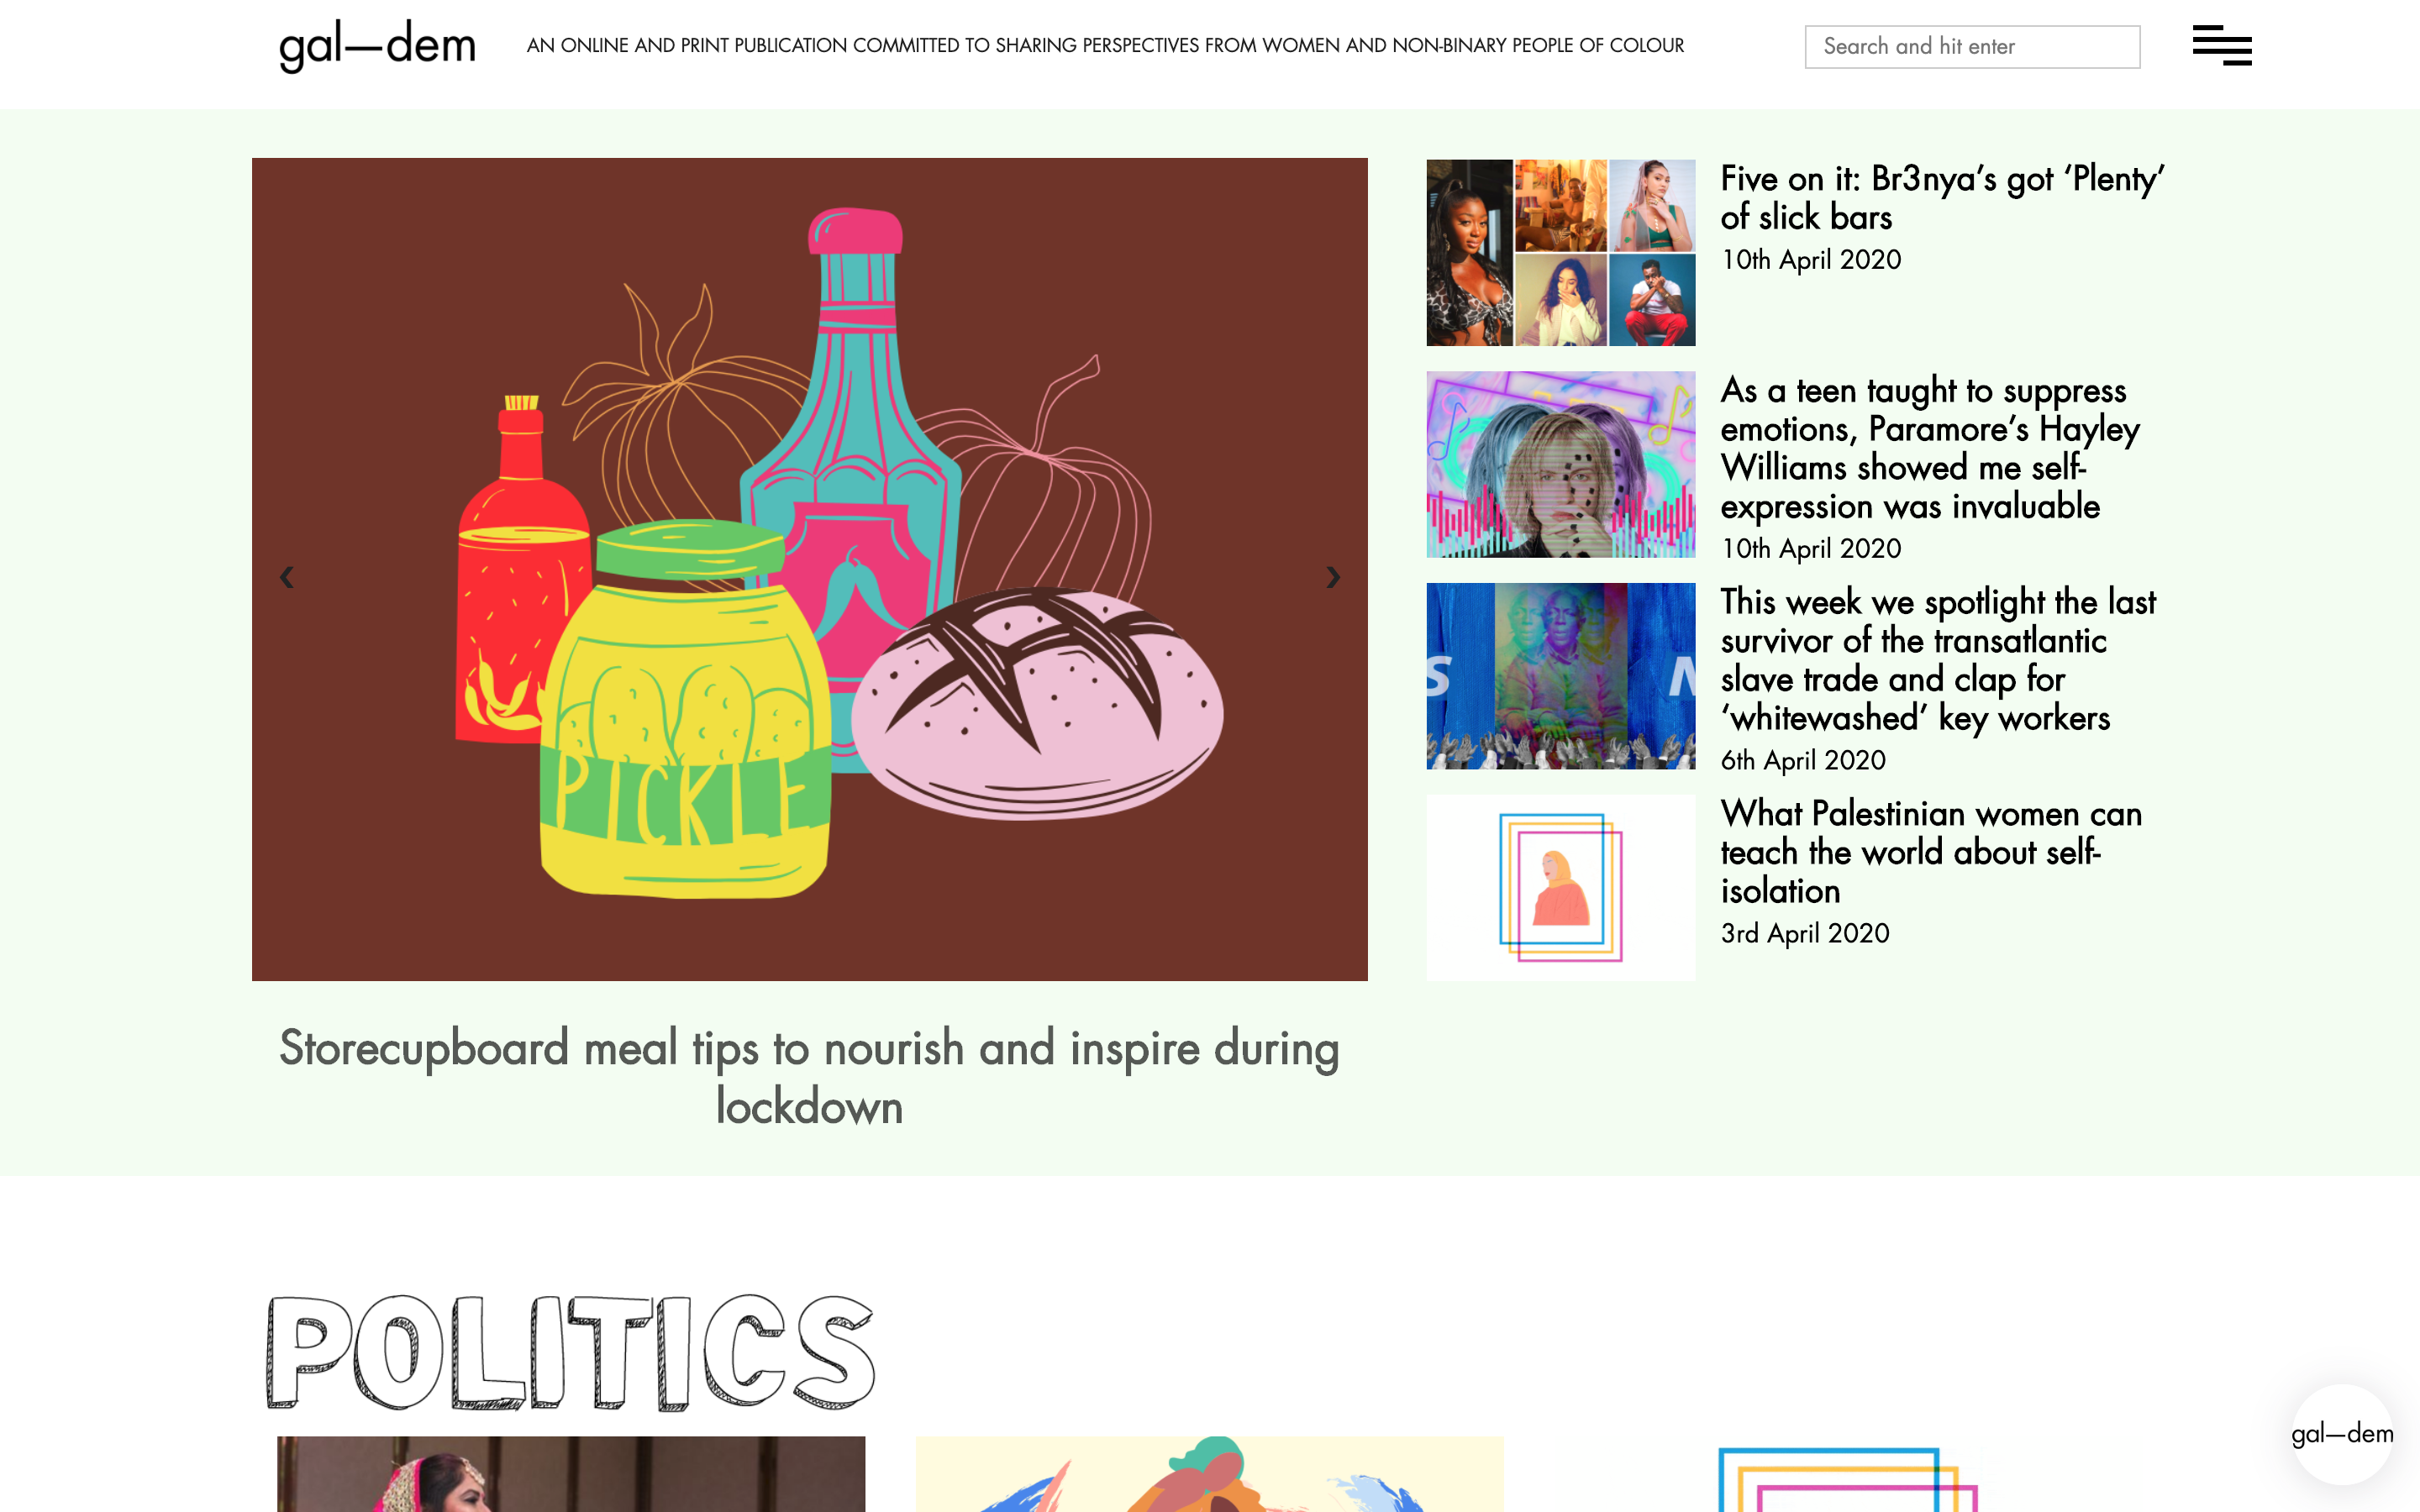 gal—dem
AN ONLINE AND PRINT PUBLICATION COMMITTED TO SHARING PERSPECTIVES FROM WOMEN AND NON-BINARY PEOPLE OF COLOUR
Search and hit enter
PICKLE
‹
›
Storecupboard meal tips to nourish and inspire during
lockdown
Five on it: Br3nya’s got ‘Plenty’
of slick bars
10th April 2020
As a teen taught to suppress
emotions, Paramore’s Hayley
Williams showed me self-
expression was invaluable
10th April 2020
S
This week we spotlight the last
survivor of the transatlantic
slave trade and clap for
‘whitewashed’ key workers
6th April 2020
What Palestinian women can
teach the world about self-
isolation
3rd April 2020
POLITICS
gal—dem